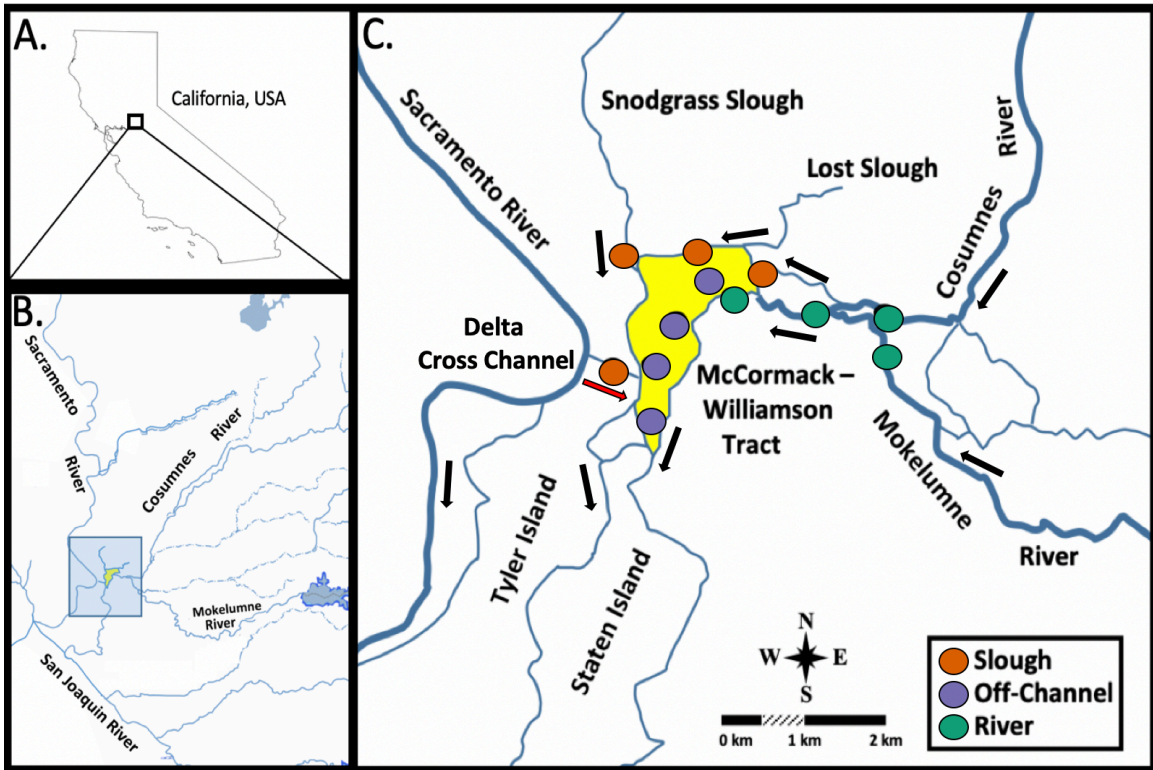 A.
California, USA
B.
Sacramento
River
Cosumnes
River
Mokelumne
River
San Joaquin River
C.
Sacramento River
Snodgrass Slough
Lost Slough
Cosumnes
River
Delta
Cross Channel
McCormack –
Williamson
Tract
Mokelumne
River
Tyler Island
Staten Island
N
W
E
S
0 km
1 km
2 km
Slough
Off-Channel
River